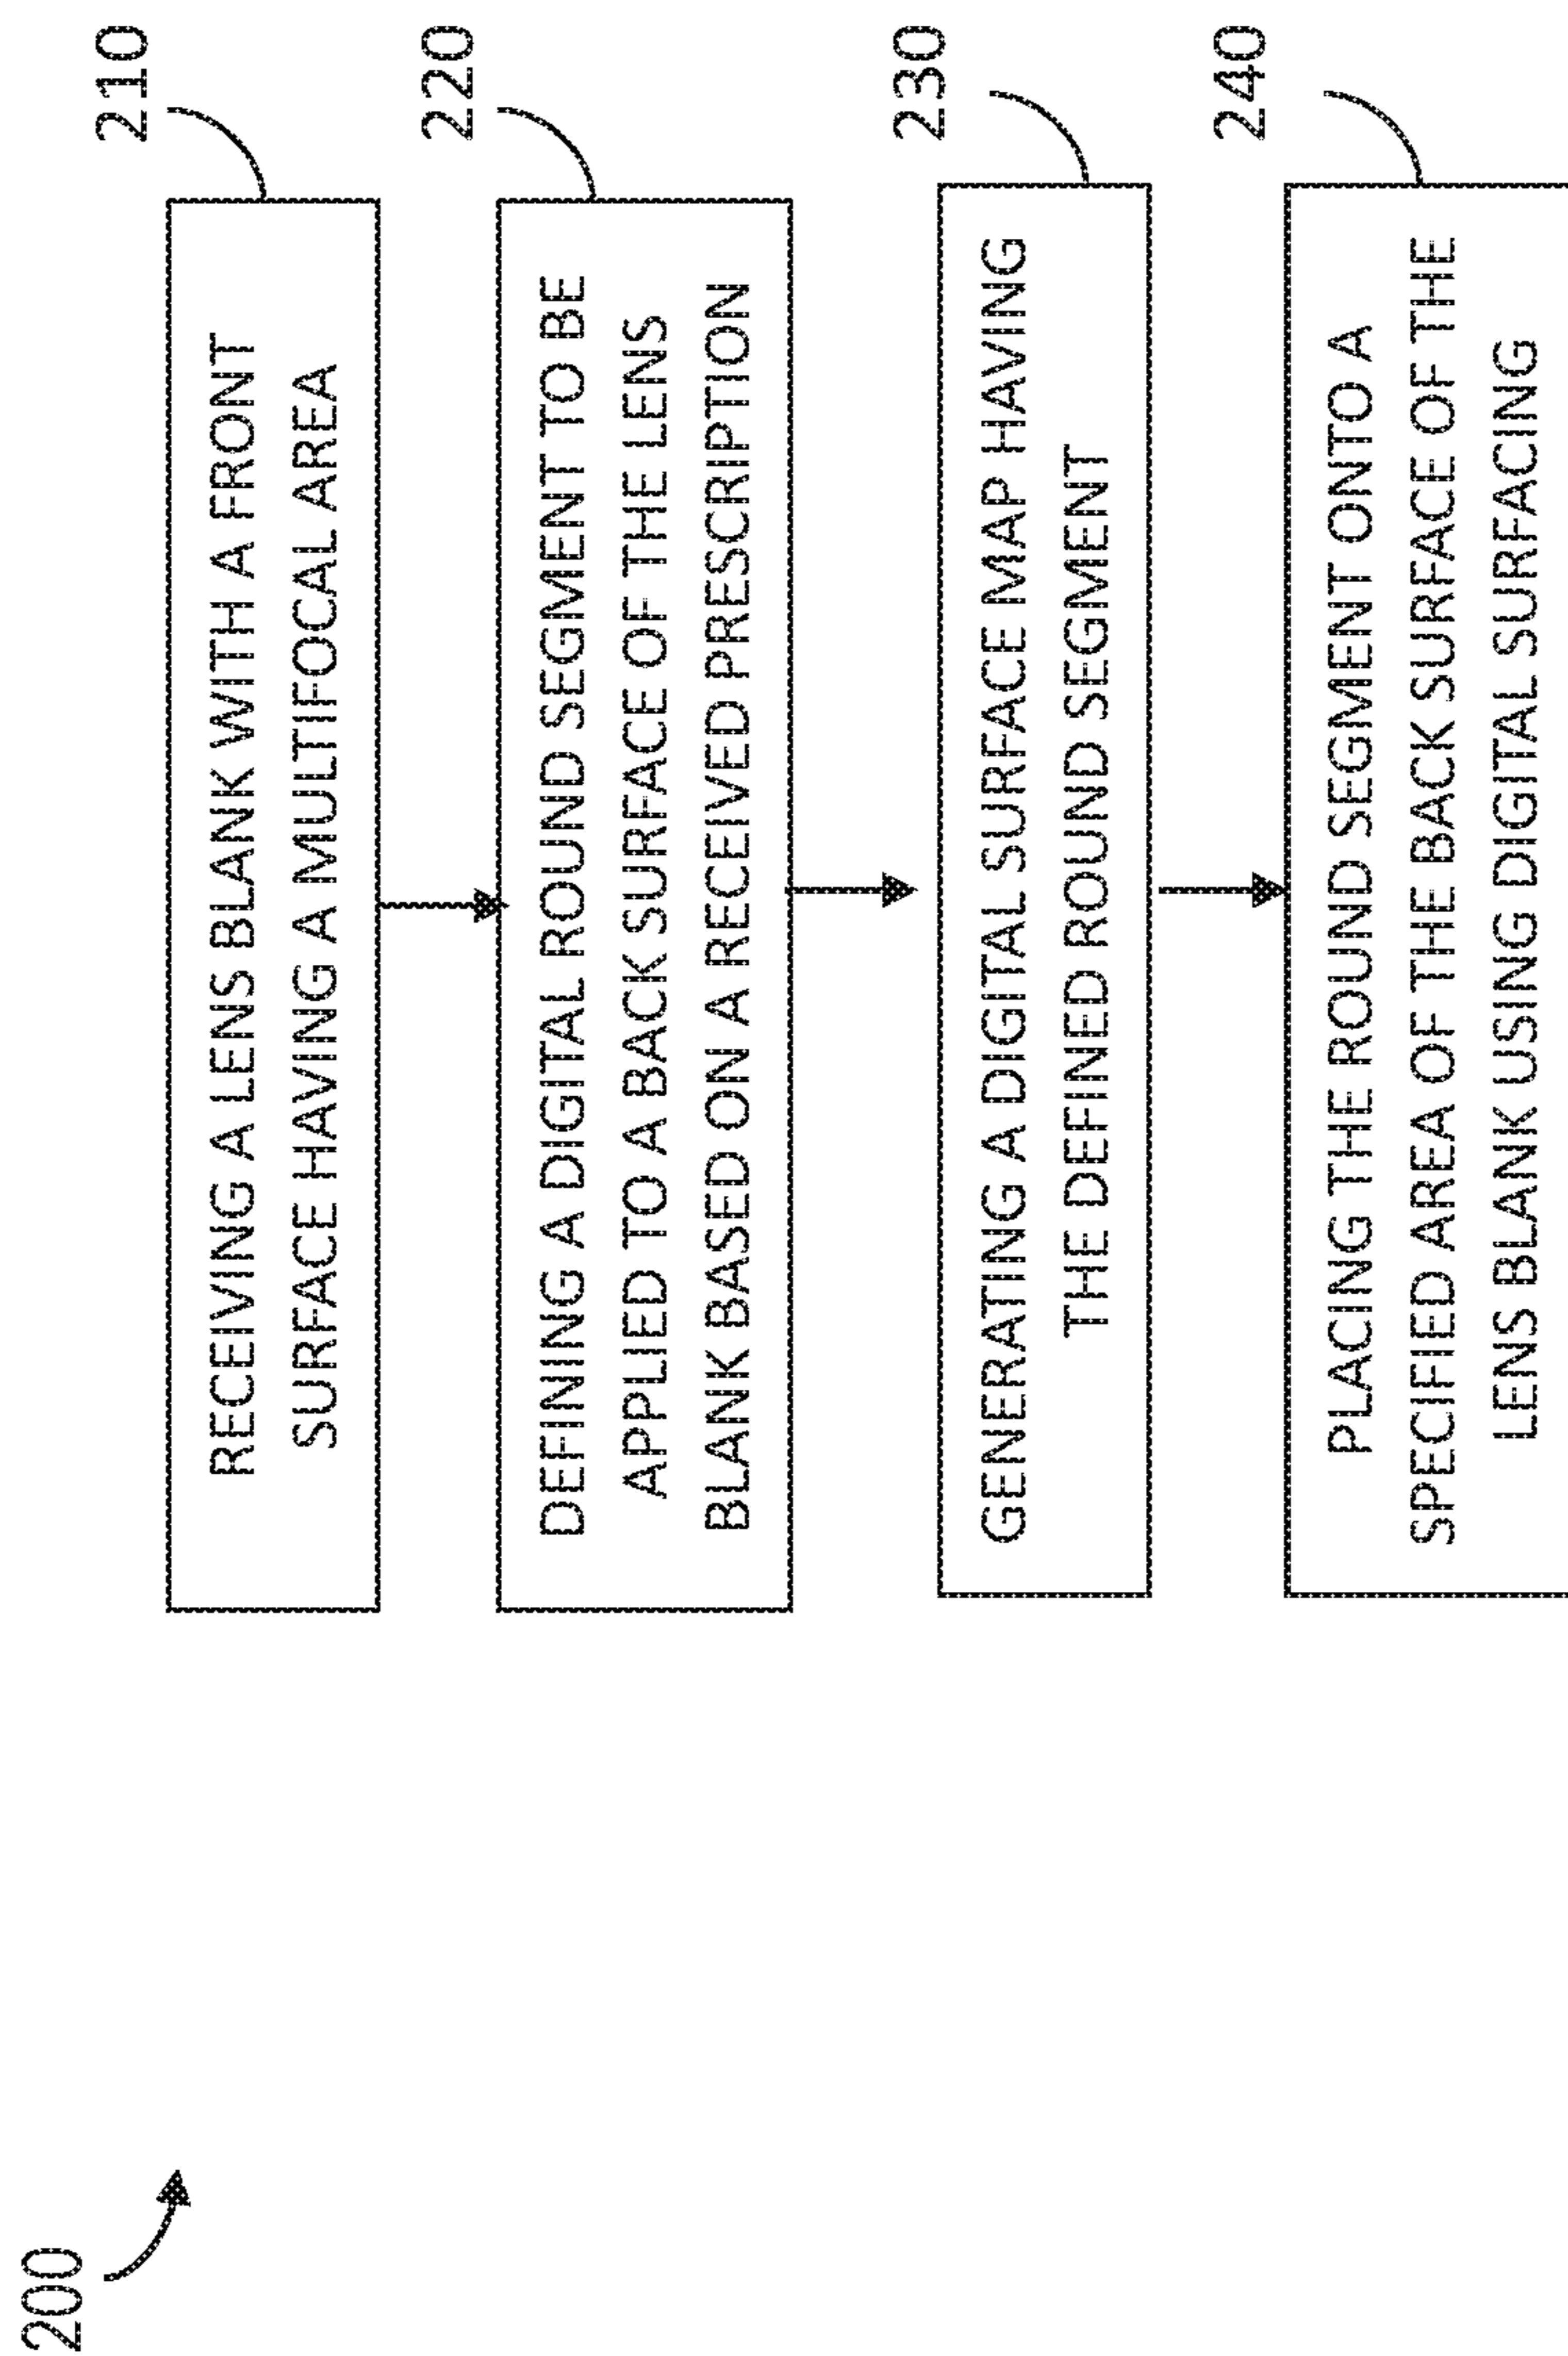 200
210
RECEIVING A LENS BLANK WITH A FRONT
SURFACE HAVING A MULTIFOCAL AREA
220
DEFINING A DIGITAL ROUND SEGMENT TO BE
APPLIED TO A BACK SURFACE OF THE LENS
BLANK BASED ON A RECEIVED PRESCRIPTION
230
GENERATING A DIGITAL SURFACE MAP HAVING
THE DEFINED ROUND SEGMENT
240
PLACING THE ROUND SEGMENT ONTO A
SPECIFIED AREA OF THE BACK SURFACE OF THE
LENS BLANK USING DIGITAL SURFACING